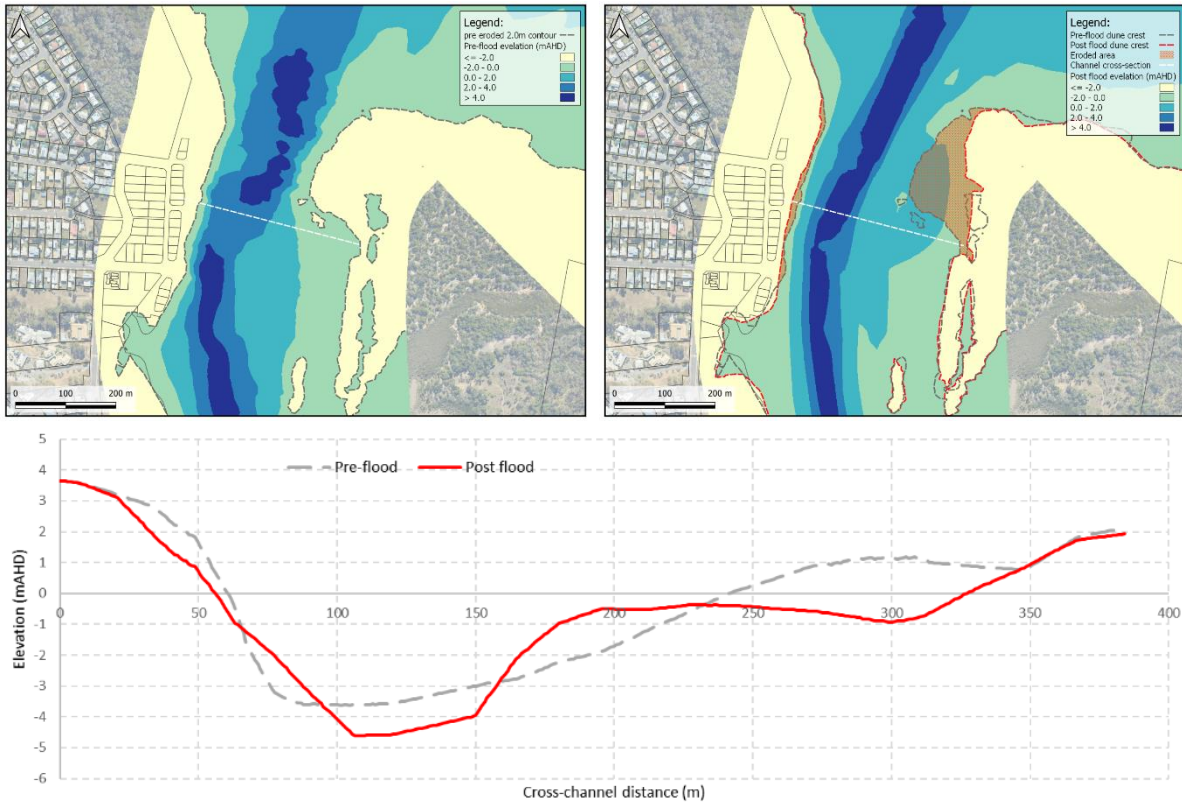 Legend:
pre eroded 2.0m contour
Pre-flood evelation (mAHD)
<= -2.0
-2.0 - 0.0
0.0 - 2.0
2.0 - 4.0
> 4.0
0 100 200 m
Legend:
Pre-flood dune crest
Post flood dune crest
Eroded area
Channel cross-section
Post flood evelation (mAHD)
<= -2.0
-2.0 - 0.0
0.0 - 2.0
2.0 - 4.0
> 4.0
0 100 200 m
Pre-flood Post flood
Elevation (mAHD)
5
4
3
2
1
0
-1
-2
-3
-4
-5
-6
0 50 100 150 200 250 300 350 400
Cross-channel distance (m)